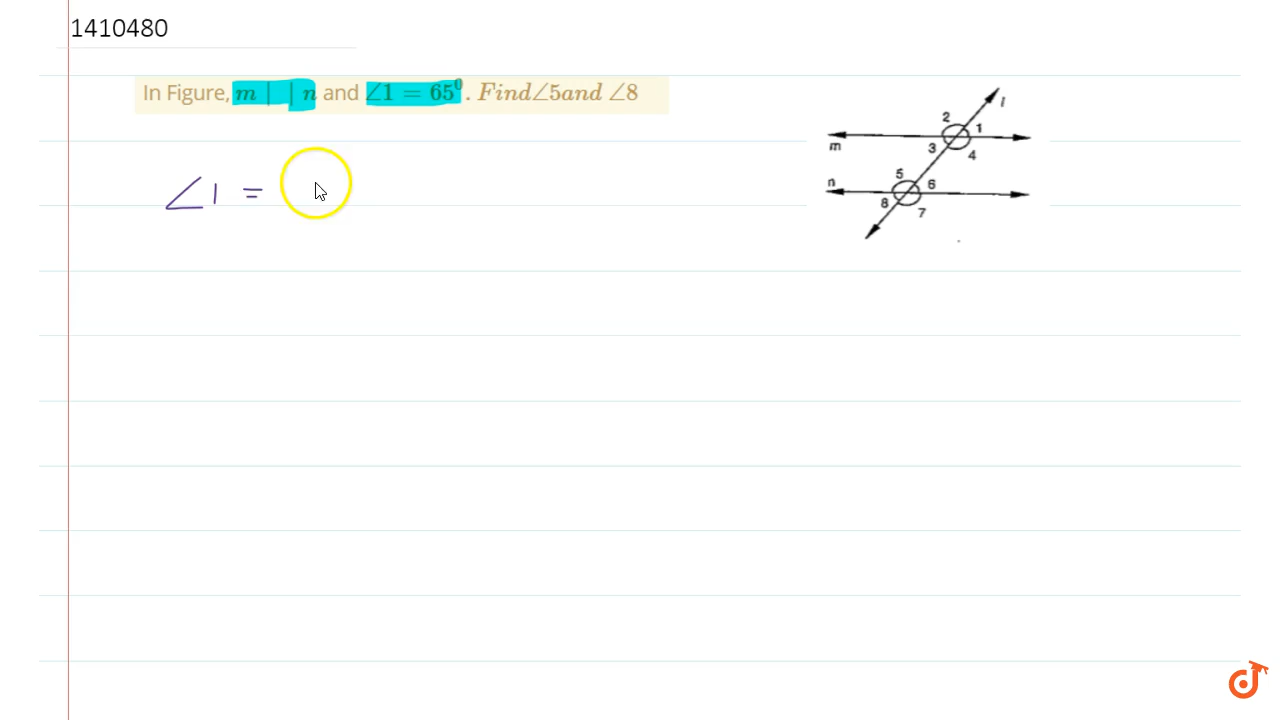 1410480
In Figure, m | | n and ∠1 = 65⁰. Find∠5and ∠8
∠1 =
l
2 1
m 3 4
n 5 6
8 7